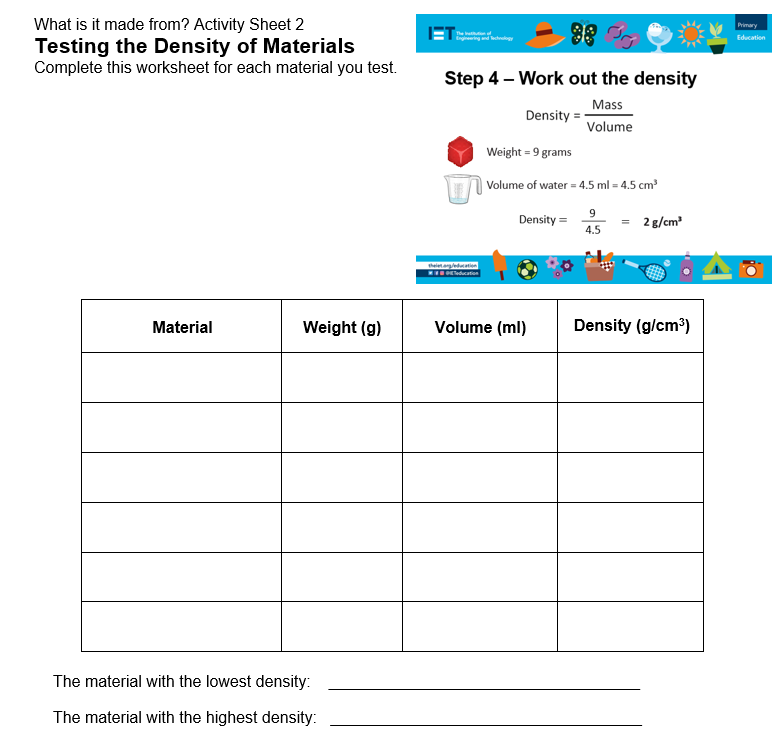 What is it made from? Activity Sheet 2
Testing the Density of Materials
Complete this worksheet for each material you test.
IET The Institution of
Engineering and Technology
Primary
Education
Step 4 – Work out the density
Density = Mass
Volume
Weight = 9 grams
Volume of water = 4.5 ml = 4.5 cm³
Density = 9 = 2 g/cm³
4.5
theiet.org/education
@IETeducation
Material Weight (g) Volume (ml) Density (g/cm³)
The material with the lowest density:
The material with the highest density: